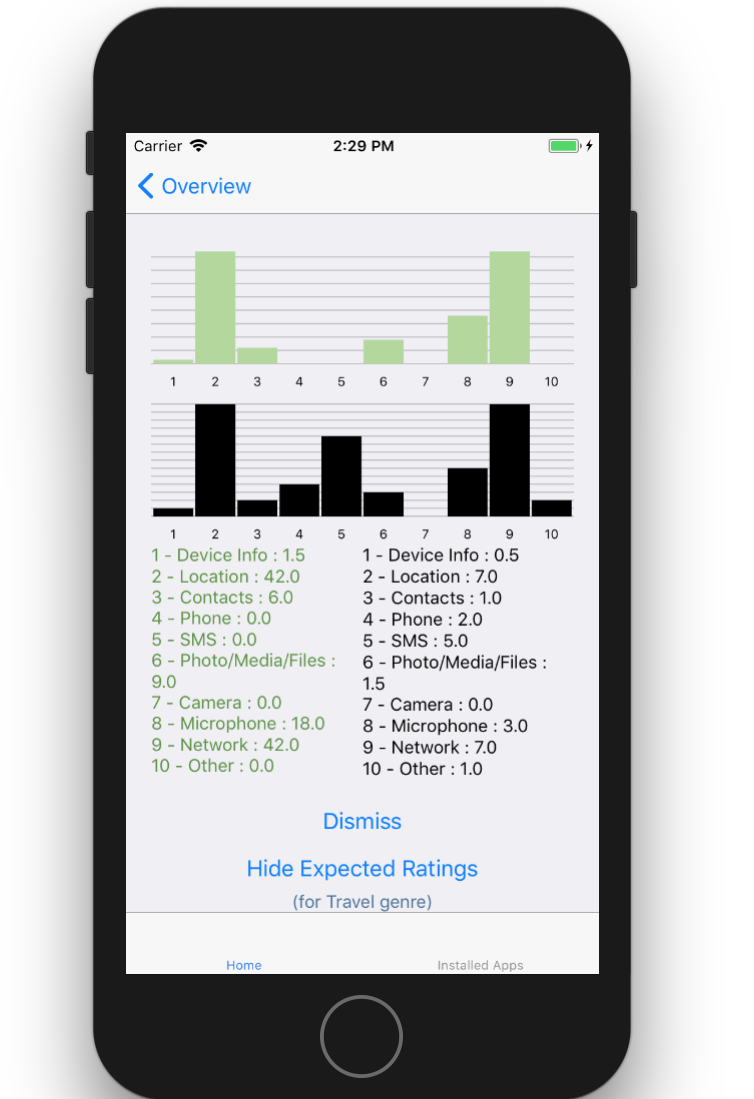 Carrier 2:29 PM
Overview
1 2 3 4 5 6 7 8 9 10
1 2 3 4 5 6 7 8 9 10
1 - Device Info : 1.5
2 - Location : 42.0
3 - Contacts : 6.0
4 - Phone : 0.0
5 - SMS : 0.0
6 - Photo/Media/Files :
9.0
7 - Camera : 0.0
8 - Microphone : 18.0
9 - Network : 42.0
10 - Other : 0.0
1 - Device Info : 0.5
2 - Location : 7.0
3 - Contacts : 1.0
4 - Phone : 2.0
5 - SMS : 5.0
6 - Photo/Media/Files :
1.5
7 - Camera : 0.0
8 - Microphone : 3.0
9 - Network : 7.0
10 - Other : 1.0
Dismiss
Hide Expected Ratings
(for Travel genre)
Home Installed Apps